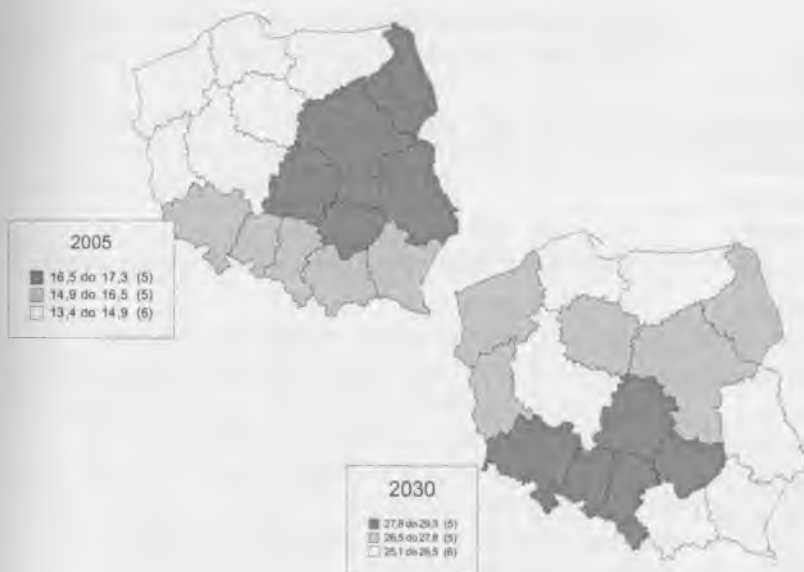 2005
16,5 do 17,3 (5)
14,9 do 16,5 (5)
13,4 do 14,9 (6)
2030
27,8 do 29,3 (5)
26,5 do 27,8 (5)
25,1 do 26,5 (6)